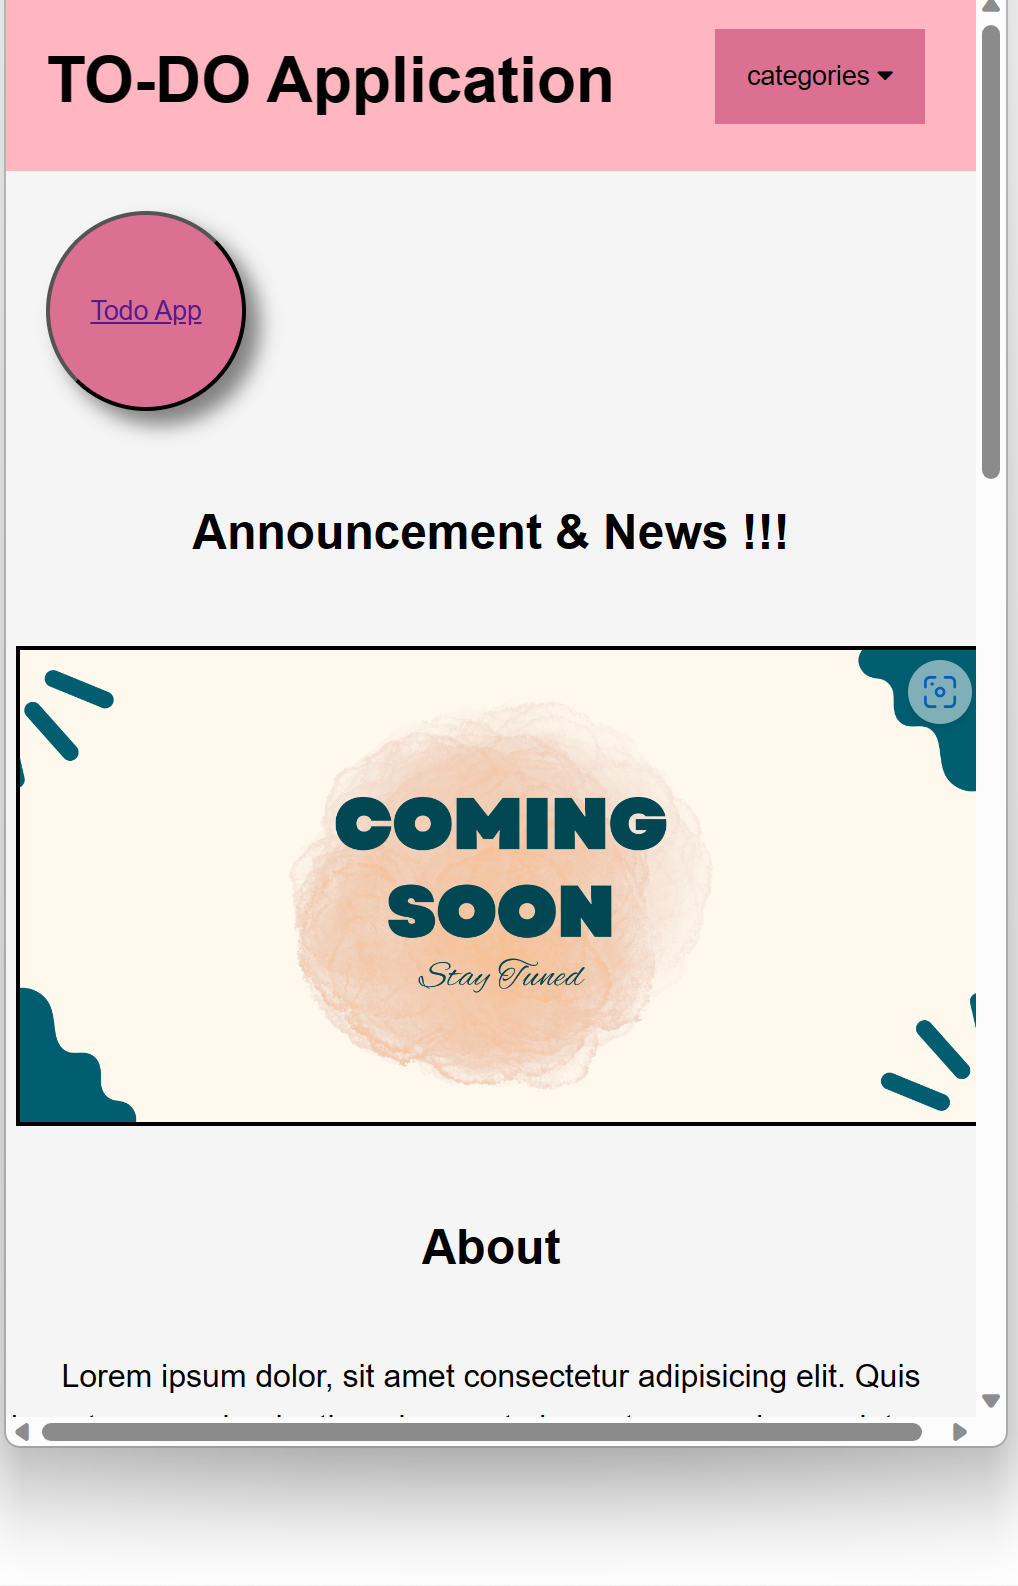 TO-DO Application
categories
Todo App
Announcement & News !!!
COMING
SOON
Stay Tuned
About
Lorem ipsum dolor, sit amet consectetur adipisicing elit. Quis